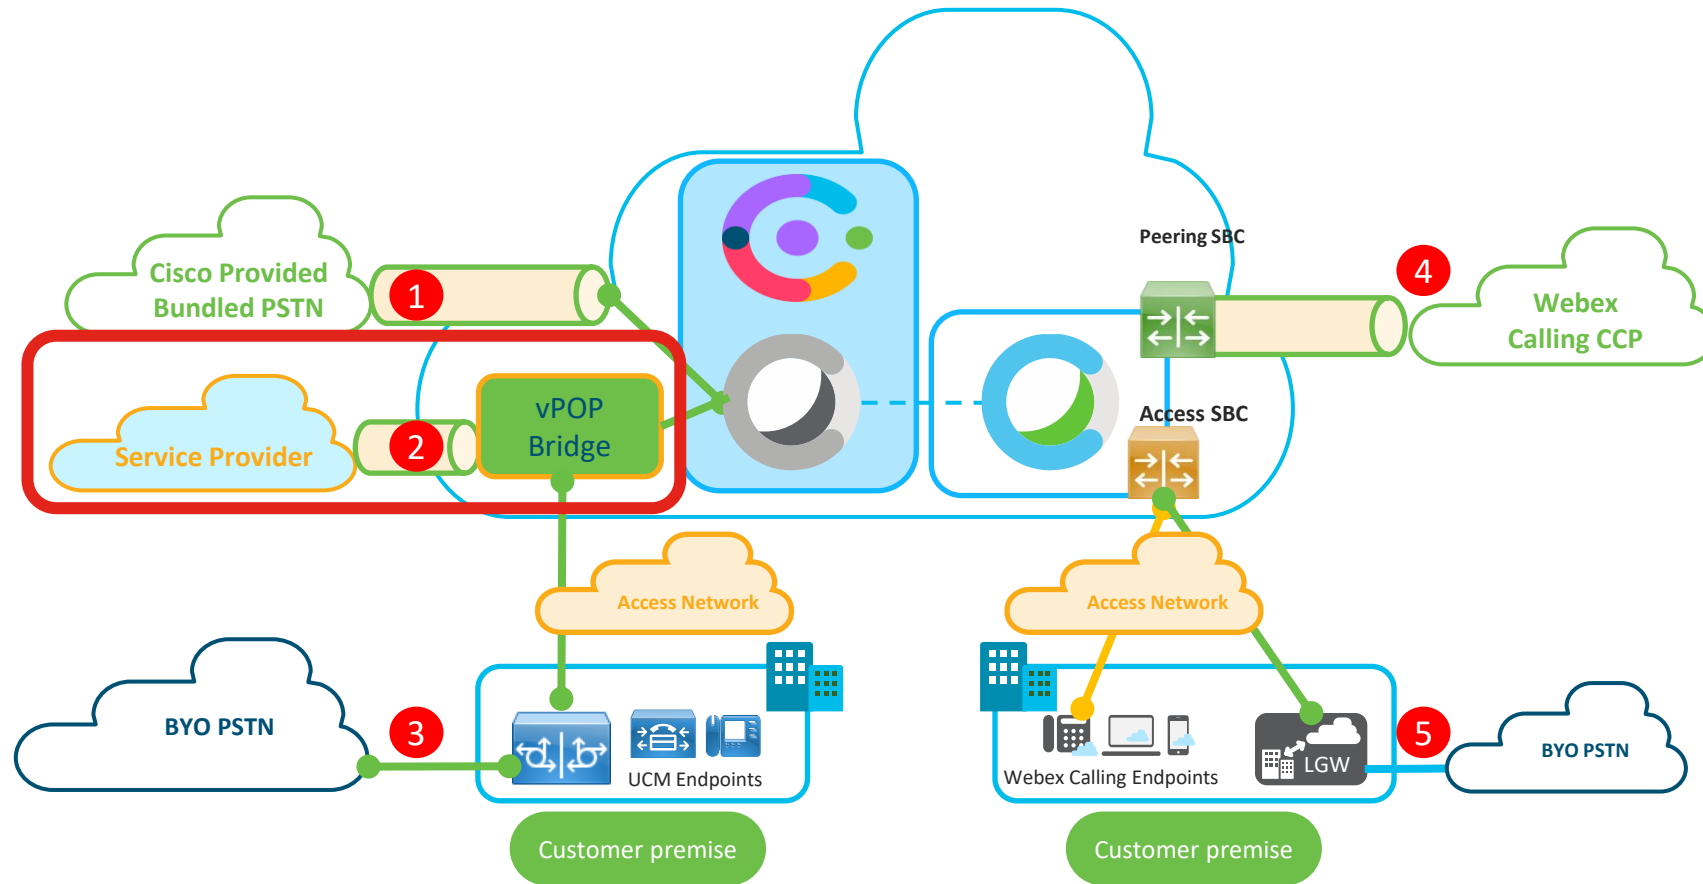 Peering SBC
4
Cisco Provided
Bundled PSTN
1
Webex
Calling CCP
vPOP
Bridge
2
Service Provider
Access SBC
Access Network
Access Network
BYO PSTN
3
UCM Endpoints
Webex Calling Endpoints
LGW
5
BYO PSTN
Customer premise
Customer premise